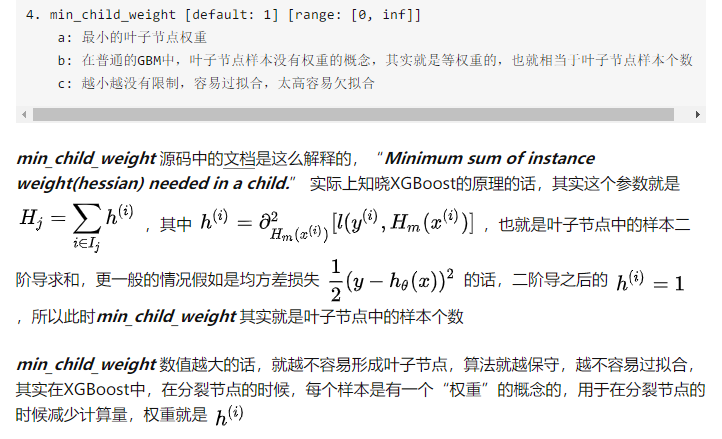 4. min_child_weight [default: 1] [range: [0, inf]]
a: 最小的叶子节点权重
b: 在普通的GBM中，叶子节点样本没有权重的概念，其实就是等权重的，也就相当于叶子节点样本个数
c: 越小越没有限制，容易过拟合，太高容易欠拟合
min_child_weight 源码中的文档是这么解释的，“Minimum sum of instance
weight(hessian) needed in a child.” 实际上知晓XGBoost的原理的话，其实这个参数就是
H_j = \sum_{i \in I_j} h^{(i)} ，其中 h^{(i)} = \partial^2_{H_m(x^{(i)})}[l(y^{(i)}, H_m(x^{(i)})] ，也就是叶子节点中的样本二
阶导求和，更一般的情况假如是均方差损失 \frac{1}{2}(y - h_\theta(x))^2 的话，二阶导之后的 h^{(i)} = 1
，所以此时min_child_weight 其实就是叶子节点中的样本个数
min_child_weight 数值越大的话，就越不容易形成叶子节点，算法就越保守，越不容易过拟合，
其实在XGBoost中，在分裂节点的时候，每个样本是有一个“权重”的概念的，用于在分裂节点的
时候减少计算量，权重就是 h^{(i)}